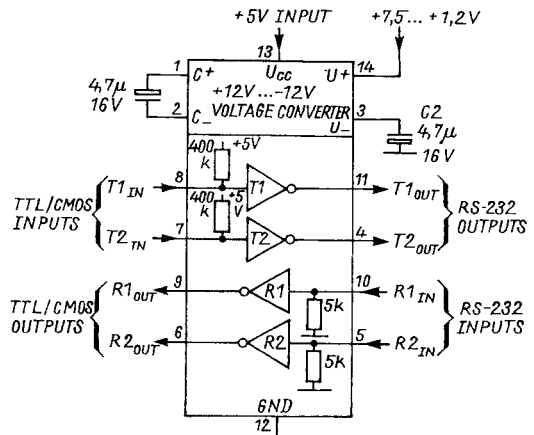 +5V INPUT
+7,5... +1,2V
13
1
C+
UCC
U+
14
4,7μ
16V
+12V...-12V
VOLTAGE CONVERTER
2
C_
U_
3
C2
4,7μ
16V
400
k
+5V
TTL/CMOS
INPUTS
T1IN
8
T1
11
T1OUT
RS-232
OUTPUTS
400
k
+5
V
T2TN
7
T2
4
T2OUT
TTL/CMOS
OUTPUTS
R1OUT
9
R1
10
R1IN
RS-232
INPUTS
5k
R2OUT
6
R2
5
R2IN
5k
GND
12